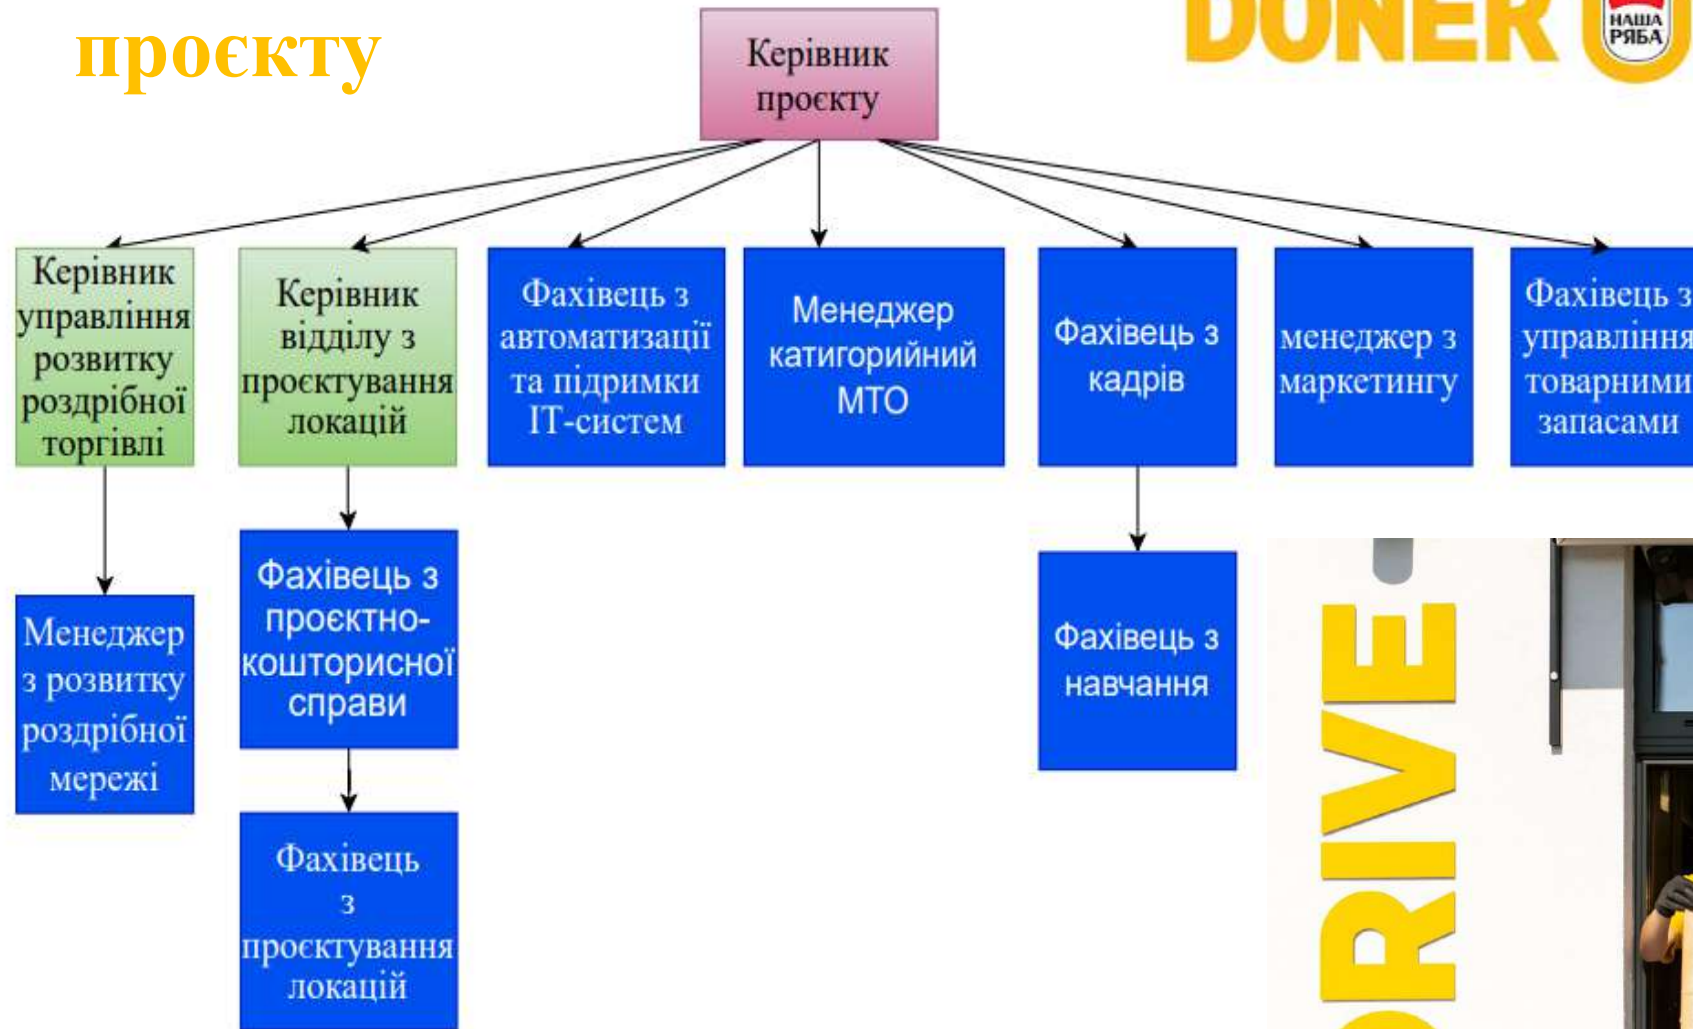 проєкту
DONER
НАША
РЯБА
Керівник
проєкту
Керівник
управління
розвитку
роздрібної
торгівлі
Керівник
відділу з
проєктування
локацій
Фахівець з
автоматизації
та підримки
ІТ-систем
Менеджер
катигорийний
МТО
Фахівець з
кадрів
менеджер з
маркетингу
Фахівець з
управління
товарними
запасами
Менеджер
з розвитку
роздрібної
мережі
Фахівець з
проєктно-
кошторисної
справи
Фахівець з
навчання
Фахівець
з
проєктування
локацій
DRIVE